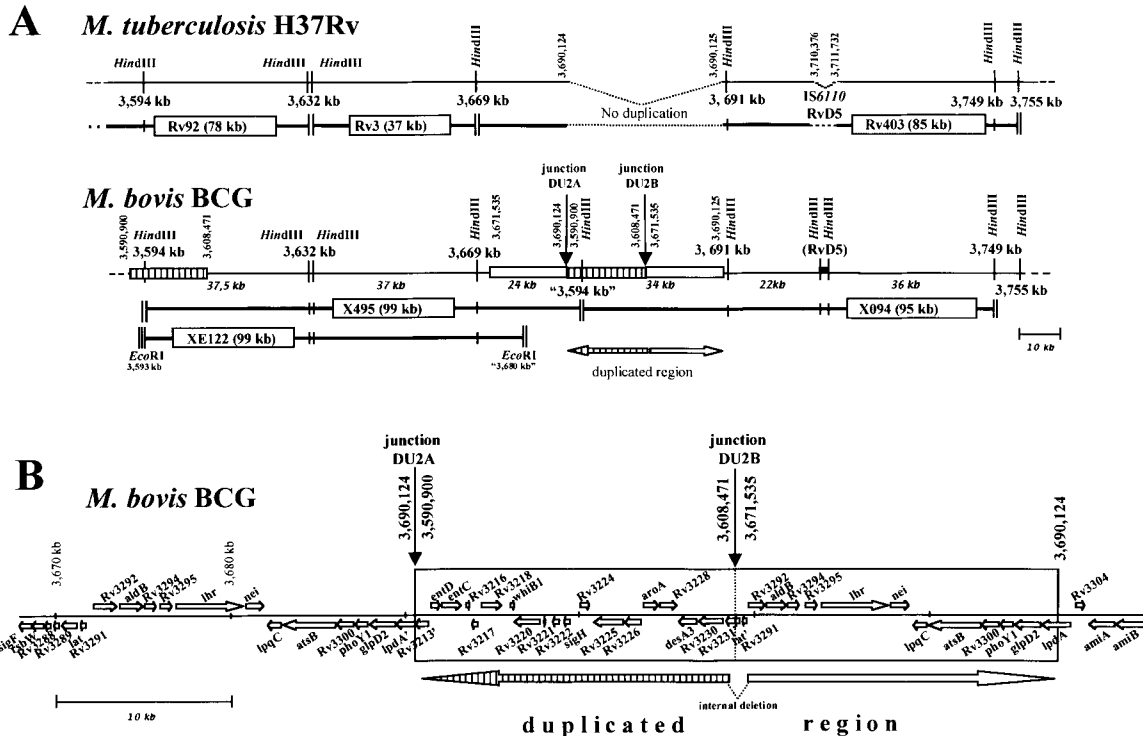 A
M. tuberculosis H37Rv
HindIII HindIII HindIII HindIII 3,690,124 3,690,125 HindIII 3,710,376 3,711,732 HindIII HindIII
3,594 kb 3,632 kb 3,669 kb No duplication 3, 691 kb IS6110 RvD5 3,749 kb 3,755 kb
Rv92 (78 kb) Rv3 (37 kb) Rv403 (85 kb)
junction DU2A junction DU2B
M. bovis BCG
3,590,900 HindIII 3,608,471 HindIII HindIII HindIII 3,671,535 3,690,124 3,590,900 HindIII 3,608,471 3,671,535 3,690,125 HindIII HindIII HindIII HindIII HindIII
3,594 kb 3,632 kb 3,669 kb 3, 691 kb (RvD5) 3,749 kb
37,5 kb 37 kb 24 kb "3,594 kb" 34 kb 22kb 36 kb 3,755 kb
X495 (99 kb) X094 (95 kb)
XE122 (99 kb)
EcoRI 3,593 kb EcoRI "3,680 kb" duplicated region 10 kb
B
M. bovis BCG
junction DU2A junction DU2B
3,690,124 3,590,900 3,608,471 3,671,535 3,690,124
3,670 kb 3,680 kb
Rv3292 aldB Rv3294 Rv3295 lhr nei entD entC Rv3216 Rv3218 whiB1 Rv3224 aroA Rv3228 Rv3292 aldB Rv3294 Rv3295 lhr nei Rv3304
sigF rsbW Rv3288 Rv3289 lat Rv3291 lpqC atsB Rv3300 phoY1 glpD2 lpdA' Rv3213' Rv3217 Rv3220 Rv3221 Rv3222 sigH Rv3225 Rv3226 desA3 Rv3230 Rv3231 lat' Rv3291 lpqC atsB Rv3300 phoY1 glpD2 lpdA amiA amiB
10 kb internal deletion
duplicated region